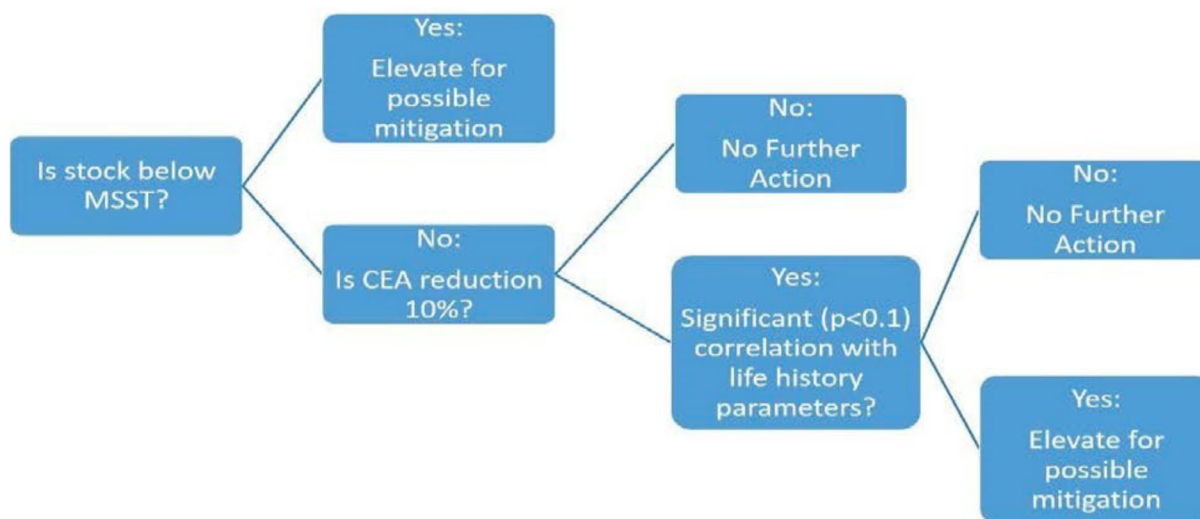 Is stock below
MSST?
Yes:
Elevate for
possible
mitigation
No:
Is CEA reduction
10%?
No:
No Further
Action
Yes:
Significant (p<0.1)
correlation with
life history
parameters?
No:
No Further
Action
Yes:
Elevate for
possible
mitigation